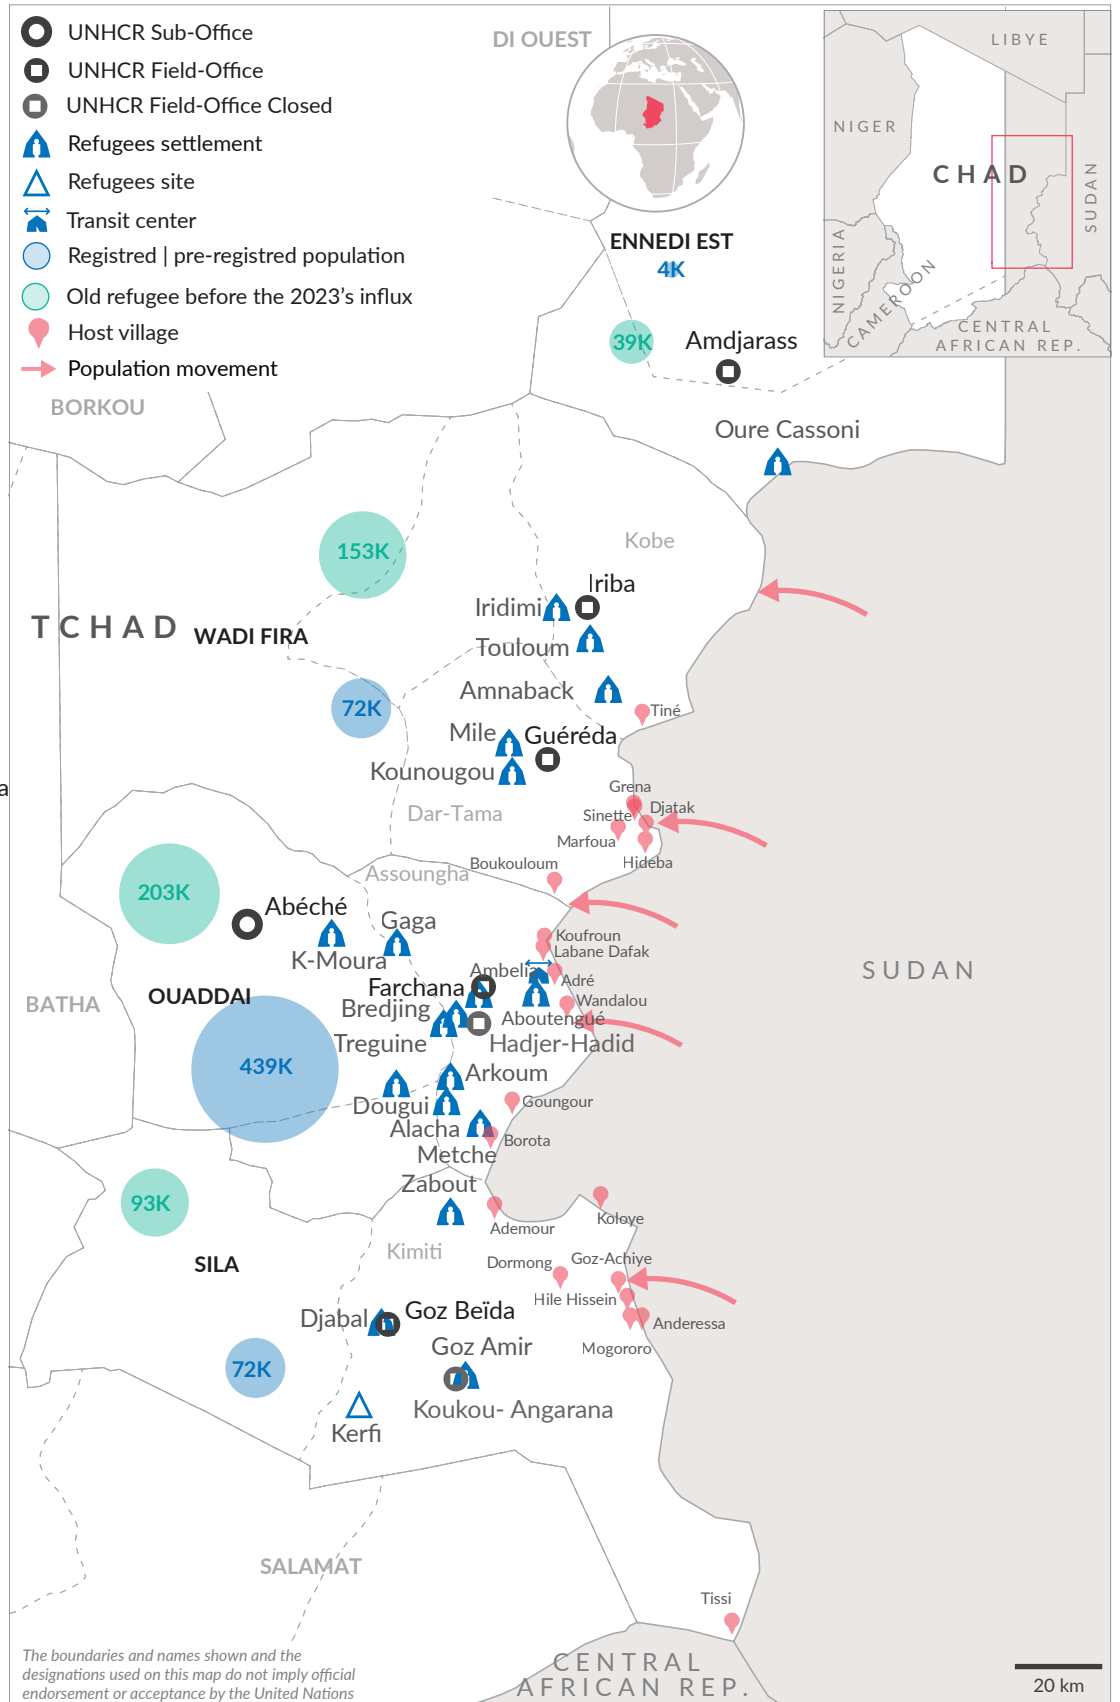 UNHCR Sub-Office
UNHCR Field-Office
UNHCR Field-Office Closed
Refugees settlement
Refugees site
Transit center
Registred | pre-registred population
Old refugee before the 2023's influx
Host village
Population movement
DI OUEST
LIBYE
NIGER
CHAD
SUDAN
NIGERIA
CAMEROON
CENTRAL
AFRICAN REP.
ENNEDI EST
4K
39K
Amdjarass
BORKOU
Oure Cassoni
153K
Kobe
Iriba
Iridimi
TCHAD
WADI FIRA
Touloum
Amnaback
72K
Tiné
Mile
Guéréda
Kounougou
a
Grena
Djatak
Sinette
Dar-Tama
Marfoua
Hideba
Boukouloum
Assoungha
203K
Abéché
Gaga
Koufroun
Labane Dafak
K-Moura
Ambelia
Adré
SUDAN
Farchana
OUADDAI
BATHA
Bredjing
Wandalou
Aboutengué
Treguine
Hadjer-Hadid
439K
Arkoum
Dougui
Goungour
Alacha
Borota
Metche
Zabout
93K
Koloye
Ademour
Kimiti
SILA
Dormong
Goz-Achiye
Hile Hissein
Djabal
Goz Beïda
Anderessa
Goz Amir
Mogororo
72K
Koukou- Angarana
Kerfi
SALAMAT
Tissi
The boundaries and names shown and the
designations used on this map do not imply official
endorsement or acceptance by the United Nations
CENTRAL
AFRICAN REP.
20 km